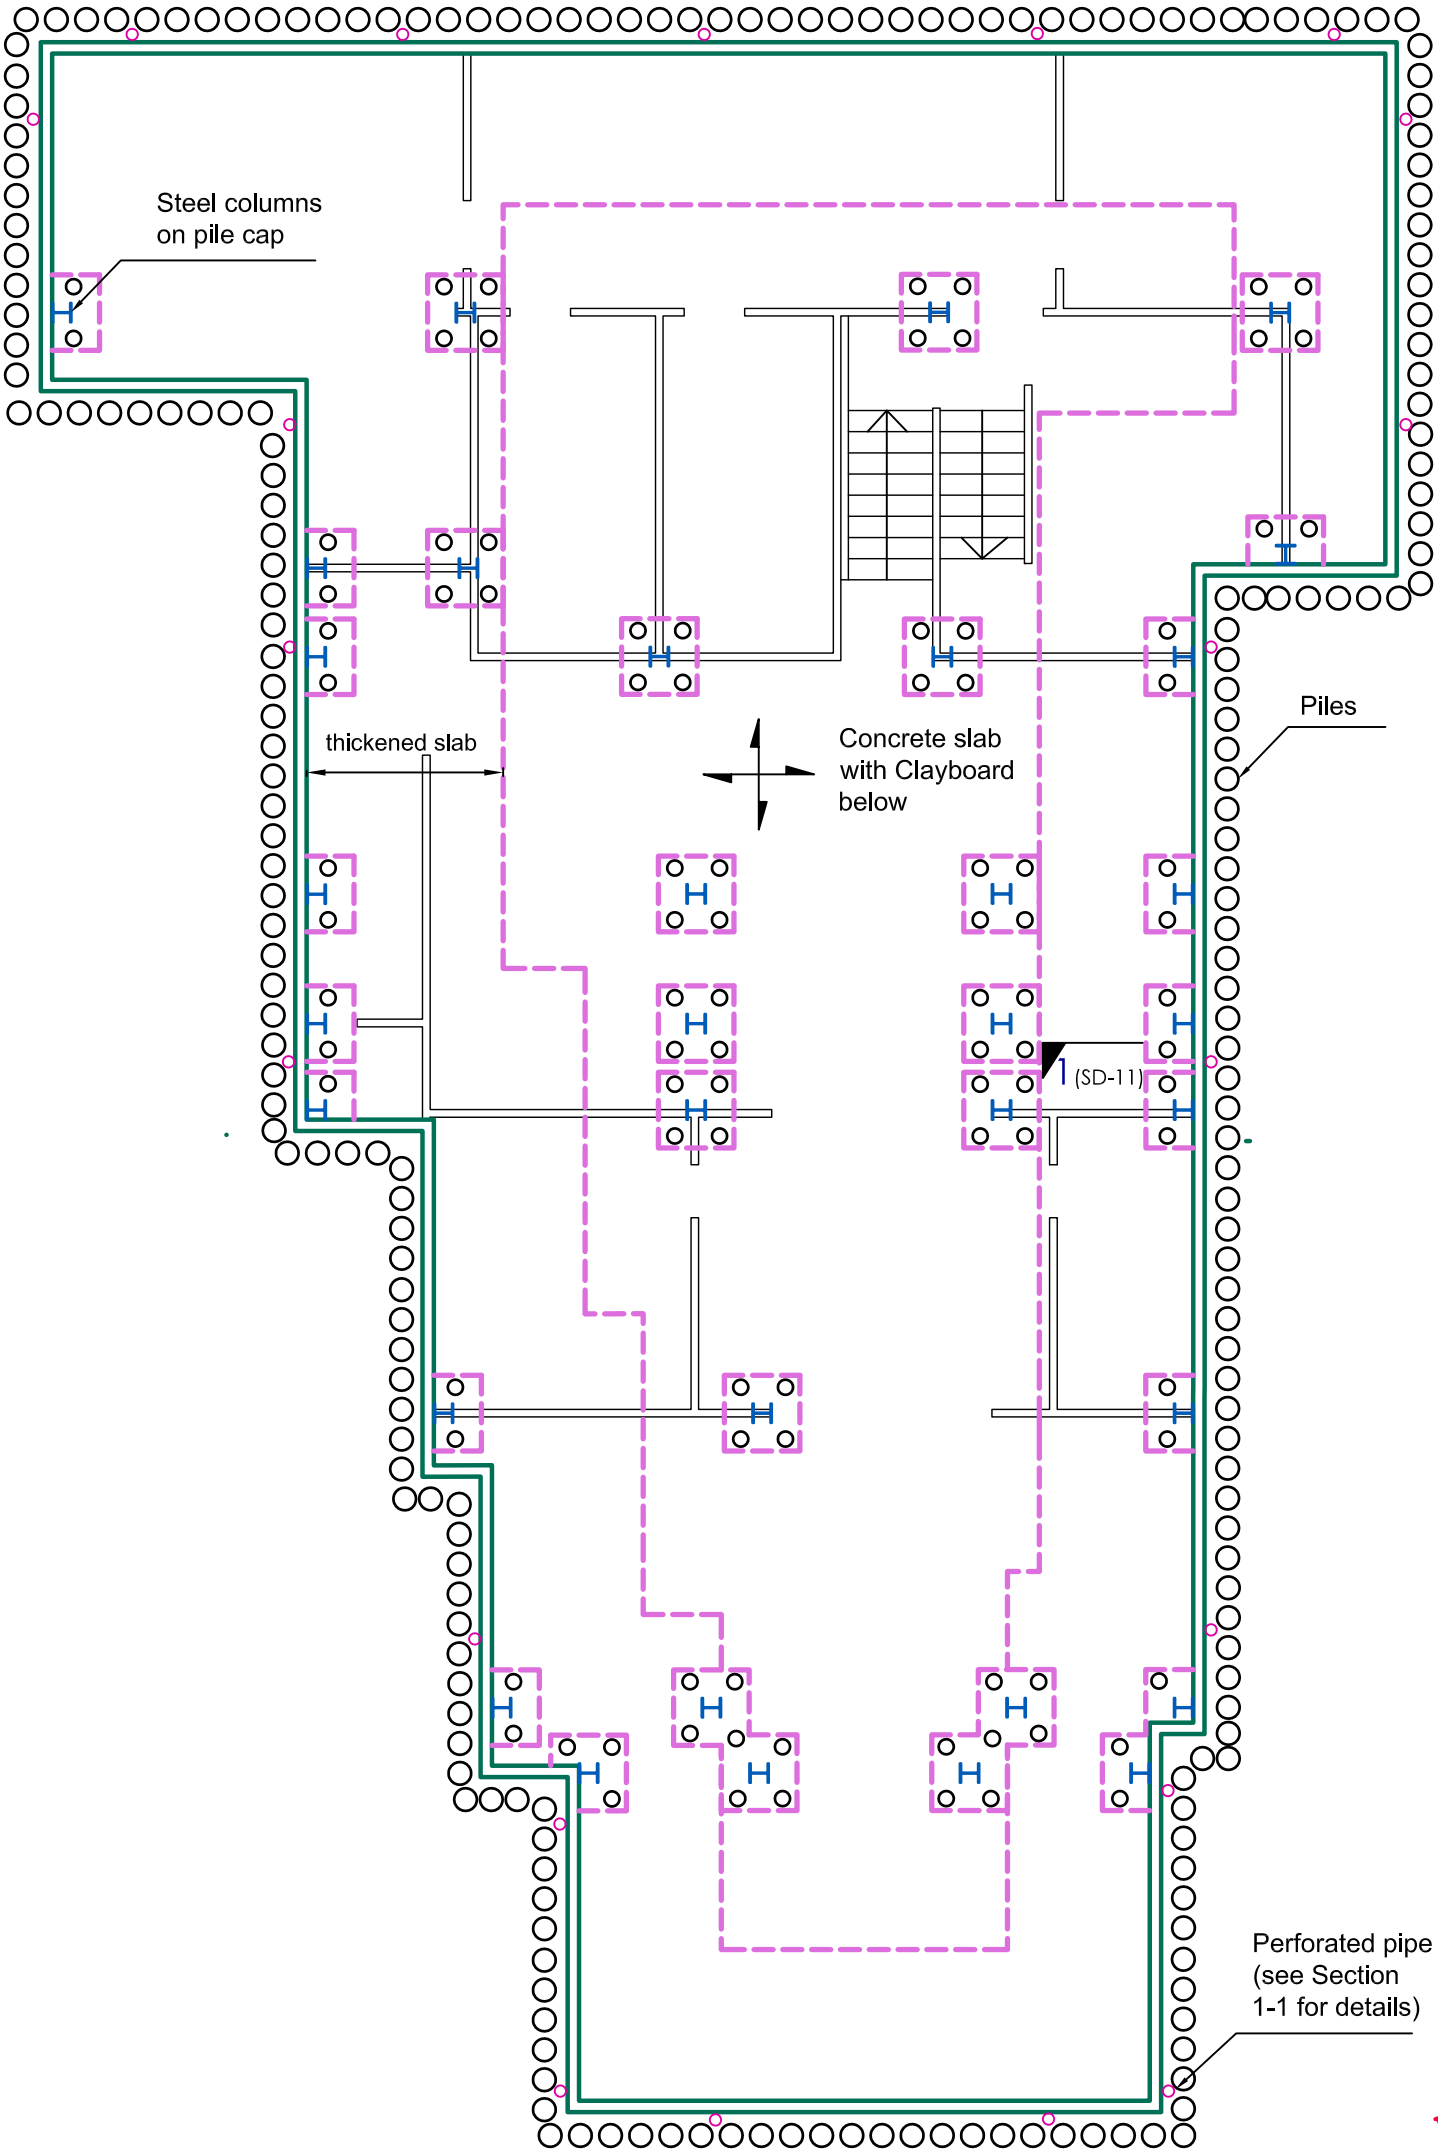 Steel columns
on pile cap
Piles
thickened slab
Concrete slab
with Clayboard
below
1 (SD-11)
Perforated pipe
(see Section
1-1 for details)